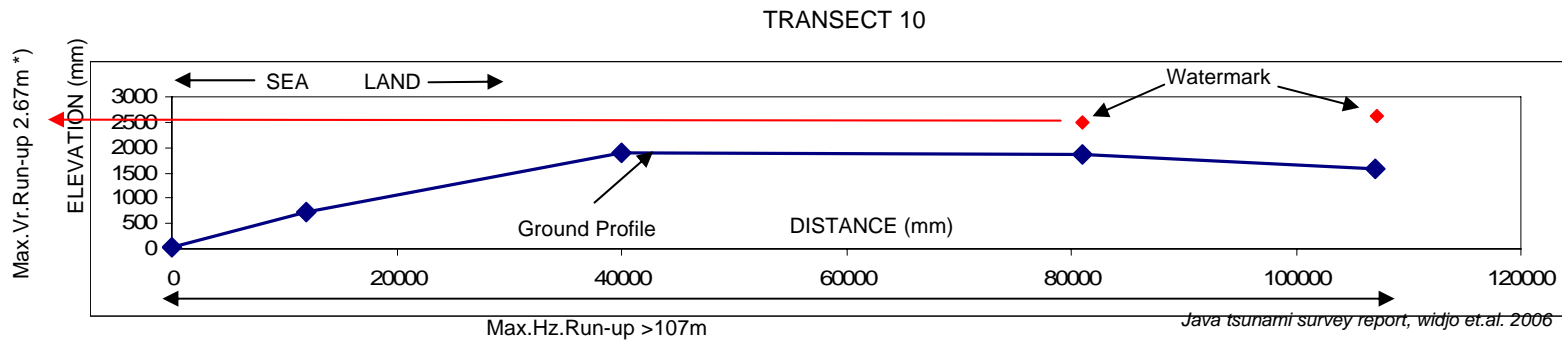 TRANSECT 10
Max.Vr.Run-up 2.67m *)
ELEVATION (mm)
SEA LAND
Watermark
3000
2500
2000
1500
1000
500
0
Ground Profile
DISTANCE (mm)
0 20000 40000 60000 80000 100000 120000
Max.Hz.Run-up >107m
Java tsunami survey report, widjo et.al. 2006